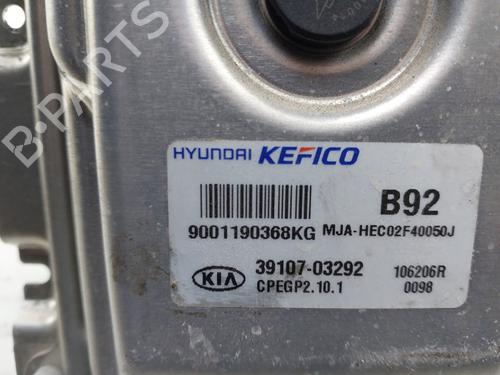 HYUNDAI KEFICO
B92
9001190368KG MJA-HEC02F40050J
KIA 39107-03292 106206R
CPEGP2.10.1 0098
B-PARTS